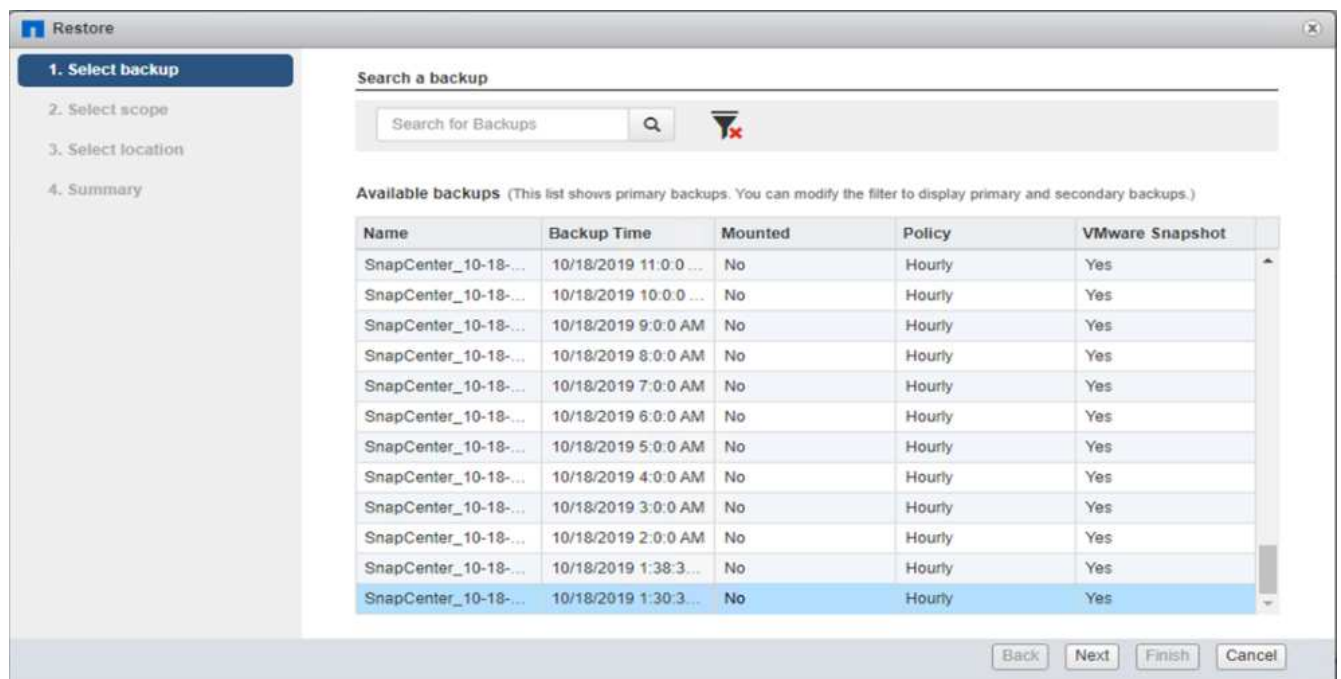 Restore
1. Select backup
2. Select scope
3. Select location
4. Summary
Search a backup
Search for Backups
Available backups (This list shows primary backups. You can modify the filter to display primary and secondary backups.)
Name Backup Time Mounted Policy VMware Snapshot
SnapCenter_10-18-... 10/18/2019 11:0:0 ... No Hourly Yes
SnapCenter_10-18-... 10/18/2019 10:0:0 ... No Hourly Yes
SnapCenter_10-18-... 10/18/2019 9:0:0 AM No Hourly Yes
SnapCenter_10-18-... 10/18/2019 8:0:0 AM No Hourly Yes
SnapCenter_10-18-... 10/18/2019 7:0:0 AM No Hourly Yes
SnapCenter_10-18-... 10/18/2019 6:0:0 AM No Hourly Yes
SnapCenter_10-18-... 10/18/2019 5:0:0 AM No Hourly Yes
SnapCenter_10-18-... 10/18/2019 4:0:0 AM No Hourly Yes
SnapCenter_10-18-... 10/18/2019 3:0:0 AM No Hourly Yes
SnapCenter_10-18-... 10/18/2019 2:0:0 AM No Hourly Yes
SnapCenter_10-18-... 10/18/2019 1:38:3... No Hourly Yes
SnapCenter_10-18-... 10/18/2019 1:30:3... No Hourly Yes
Back Next Finish Cancel